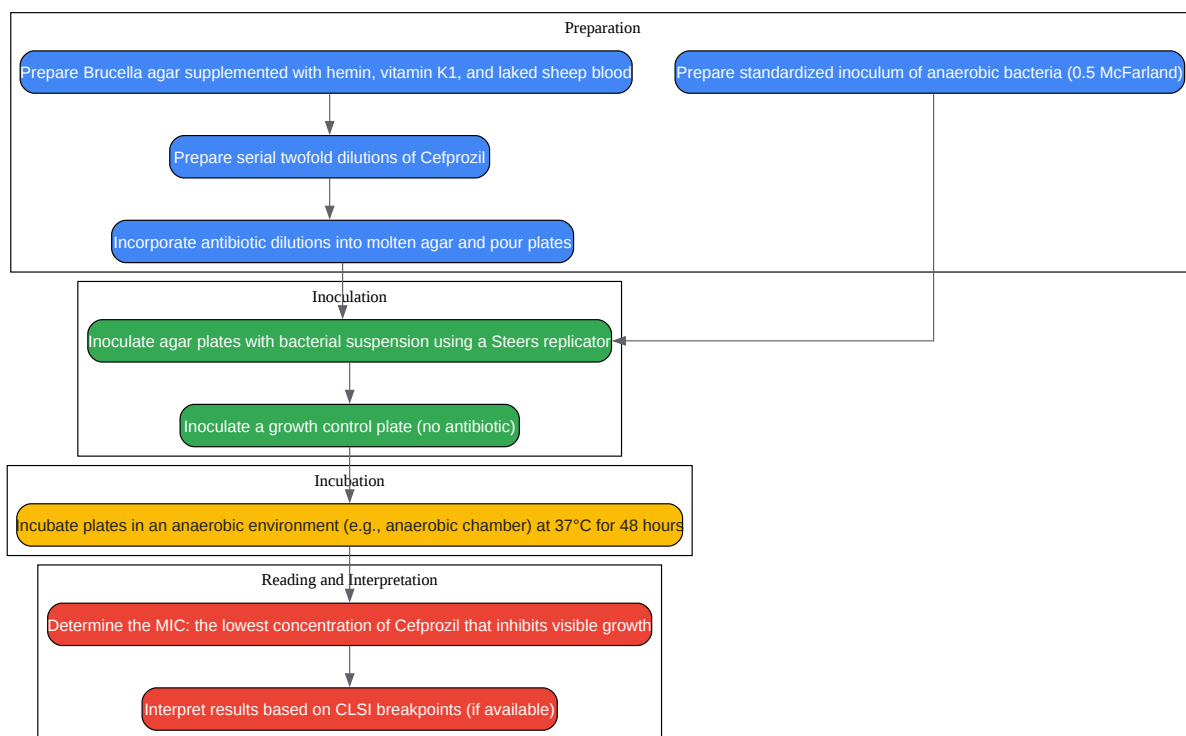 Preparation
Prepare Brucella agar supplemented with hemin, vitamin K1, and laked sheep blood
Prepare standardized inoculum of anaerobic bacteria (0.5 McFarland)
Prepare serial twofold dilutions of Cefprozil
Incorporate antibiotic dilutions into molten agar and pour plates
Inoculation
Inoculate agar plates with bacterial suspension using a Steers replicator
Inoculate a growth control plate (no antibiotic)
Incubation
Incubate plates in an anaerobic environment (e.g., anaerobic chamber) at 37°C for 48 hours
Reading and Interpretation
Determine the MIC: the lowest concentration of Cefprozil that inhibits visible growth
Interpret results based on CLSI breakpoints (if available)